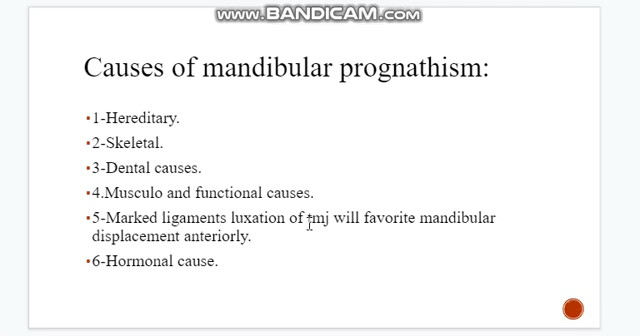 www.BANDICAM.com
Causes of mandibular prognathism:
1-Hereditary.
2-Skeletal.
3-Dental causes.
4.Musculo and functional causes.
5-Marked ligaments luxation of tmj will favorite mandibular
displacement anteriorly.
6-Hormonal cause.